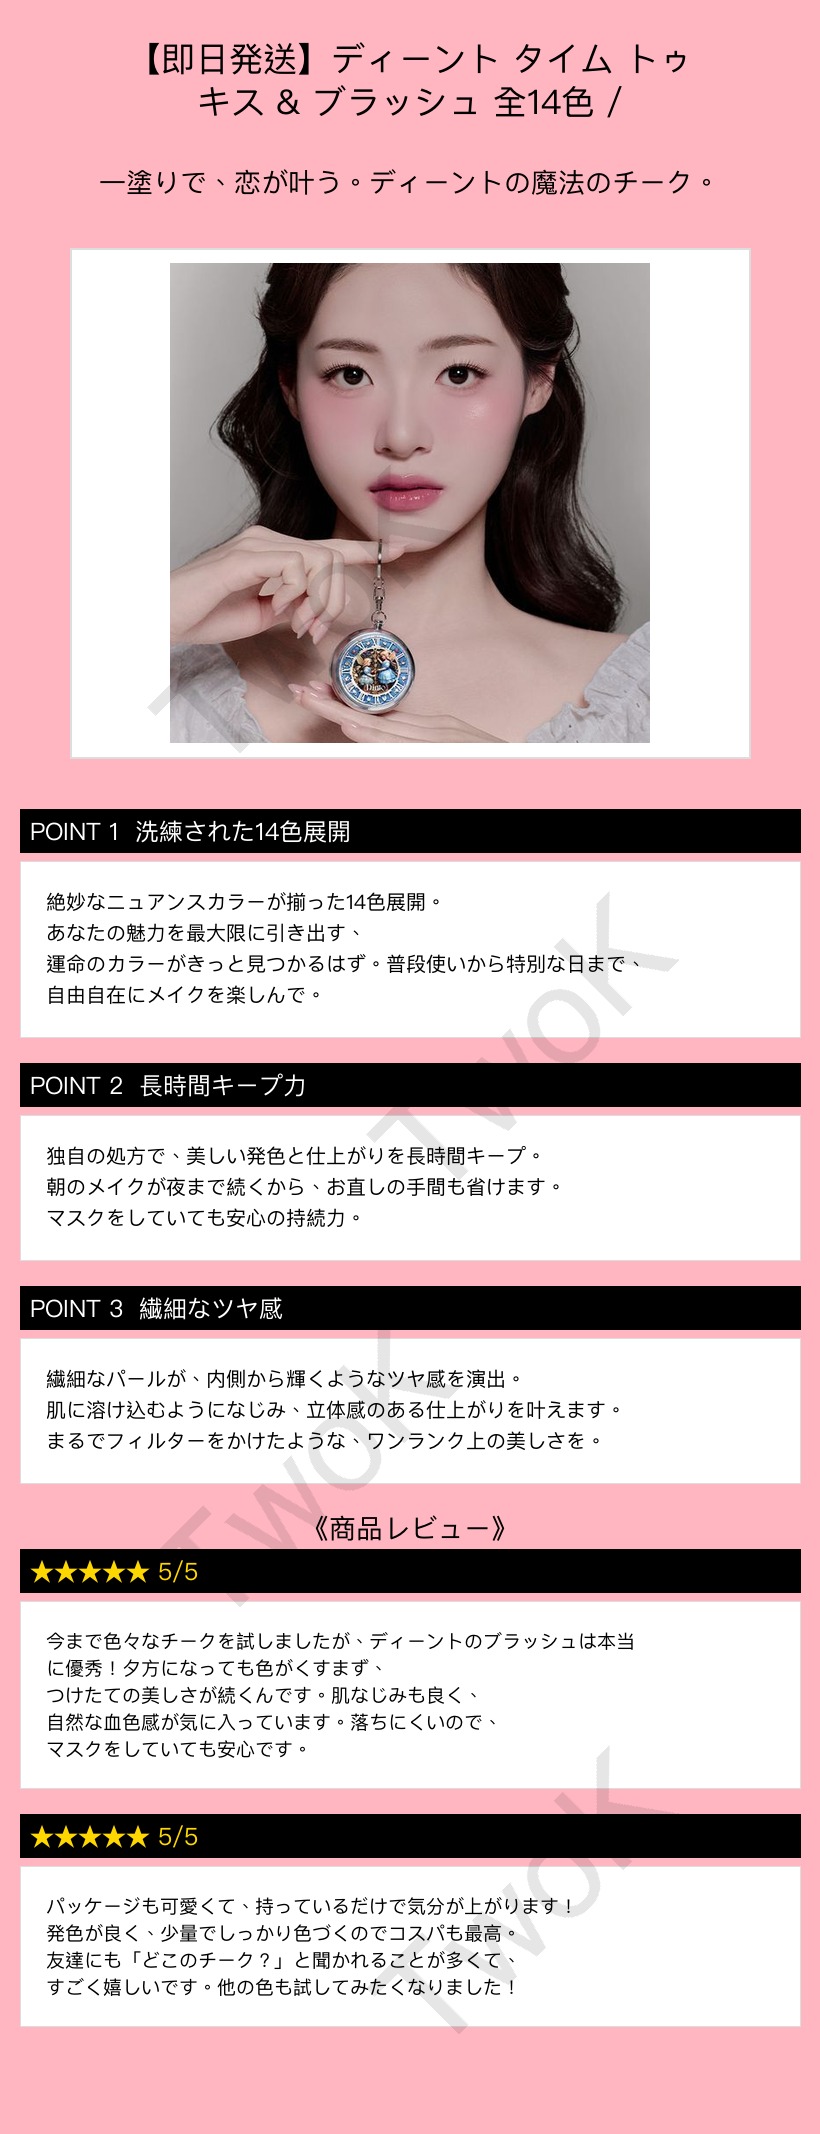 【即日発送】ディーント タイム トゥ
キス & ブラッシュ 全14色 /
一塗りで、恋が叶う。ディーントの魔法のチーク。
TwoK
POINT 1 洗練された14色展開
絶妙なニュアンスカラーが揃った14色展開。
あなたの魅力を最大限に引き出す、
運命のカラーがきっと見つかるはず。普段使いから特別な日まで、
自由自在にメイクを楽しんで。
TwoK
POINT 2 長時間キープ力
独自の処方で、美しい発色と仕上がりを長時間キープ。
朝のメイクが夜まで続くから、お直しの手間も省けます。
マスクをしていても安心の持続力。
POINT 3 繊細なツヤ感
繊細なパールが、内側から輝くようなツヤ感を演出。
肌に溶け込むようになじみ、立体感のある仕上がりを叶えます。
まるでフィルターをかけたような、ワンランク上の美しさを。
TwoK
《商品レビュー》
★★★★★ 5/5
今まで色々なチークを試しましたが、ディーントのブラッシュは本当
に優秀！夕方になっても色がくすまず、
つけたての美しさが続くんです。肌なじみも良く、
自然な血色感が気に入っています。落ちにくいので、
マスクをしていても安心です。
★★★★★ 5/5
パッケージも可愛くて、持っているだけで気分が上がります！
発色が良く、少量でしっかり色づくのでコスパも最高。
友達にも「どこのチーク？」と聞かれることが多くて、
すごく嬉しいです。他の色も試してみたくなりました！
TwoK